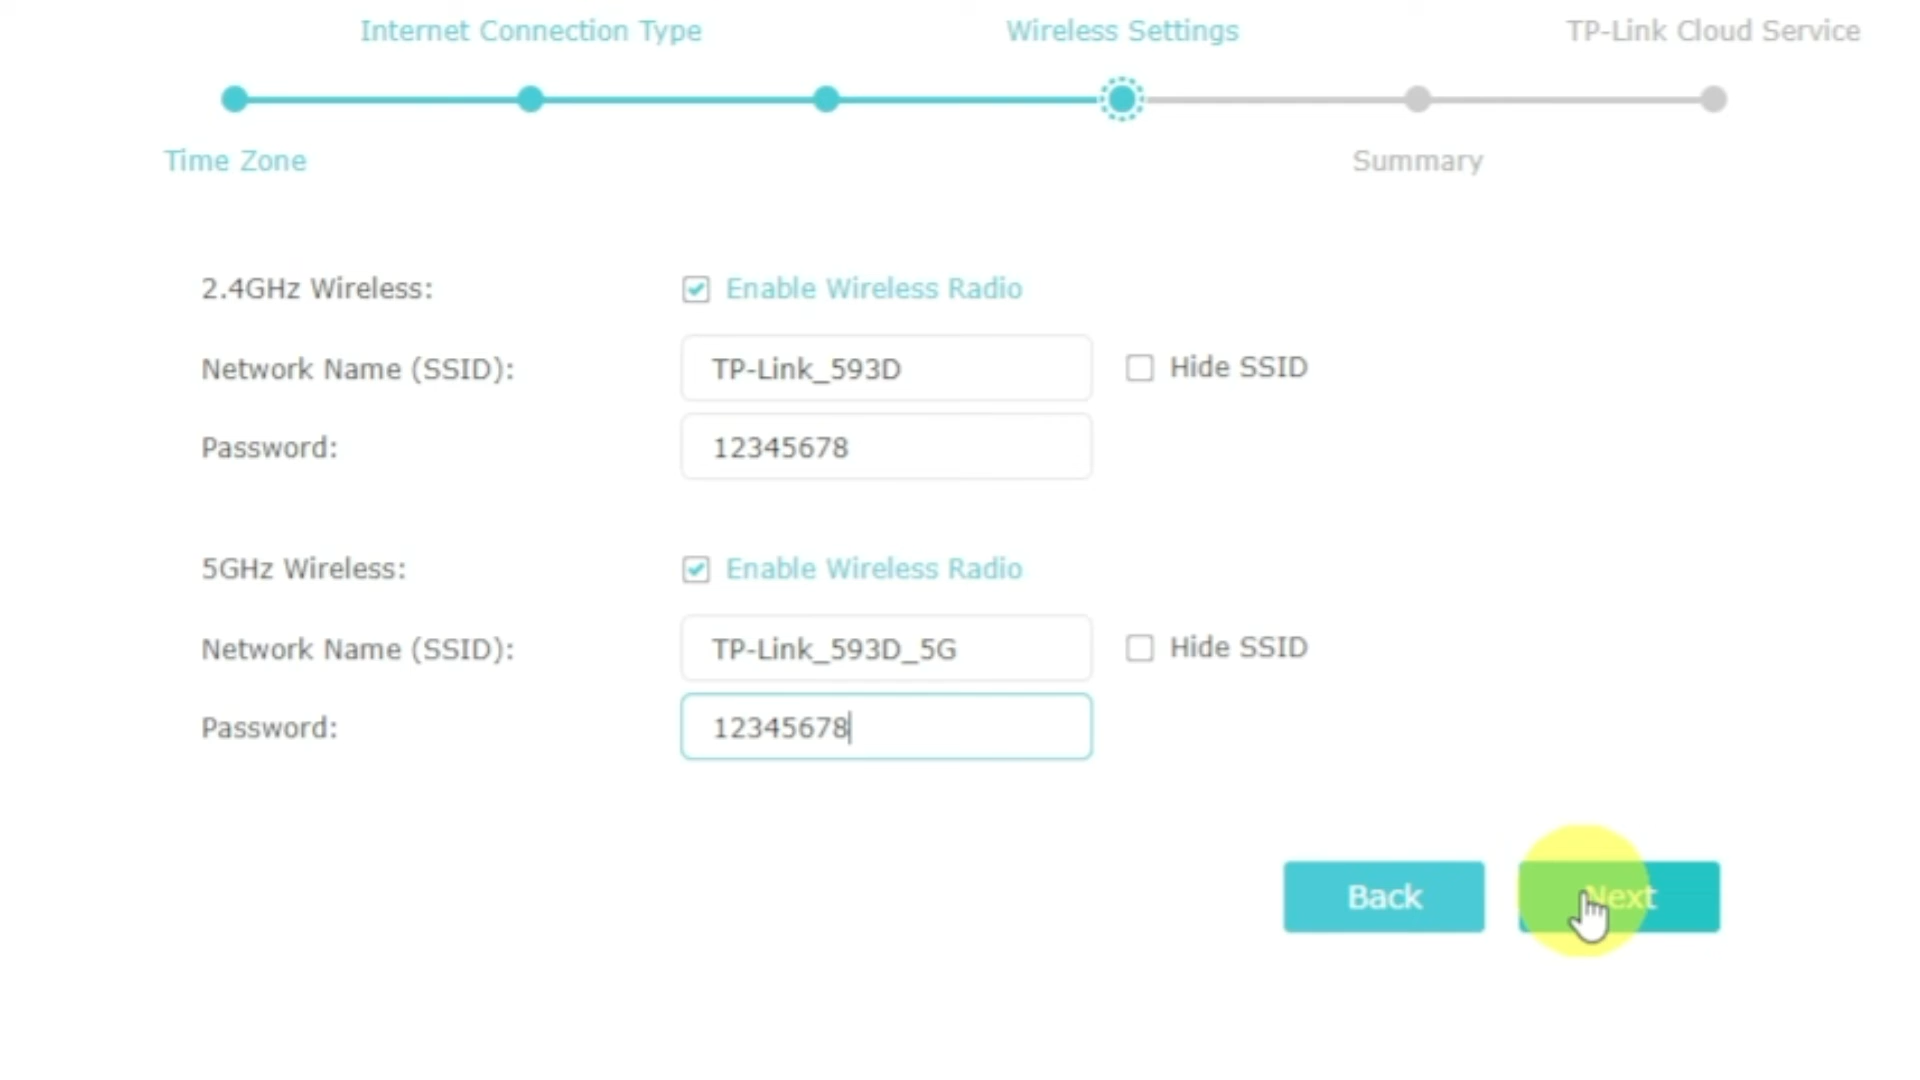 Internet Connection Type
Wireless Settings
TP-Link Cloud Service
Time Zone
Summary
2.4GHz Wireless:
Enable Wireless Radio
Network Name (SSID):
TP-Link_593D
Hide SSID
Password:
12345678
5GHz Wireless:
Enable Wireless Radio
Network Name (SSID):
TP-Link_593D_5G
Hide SSID
Password:
12345678
Back
Next